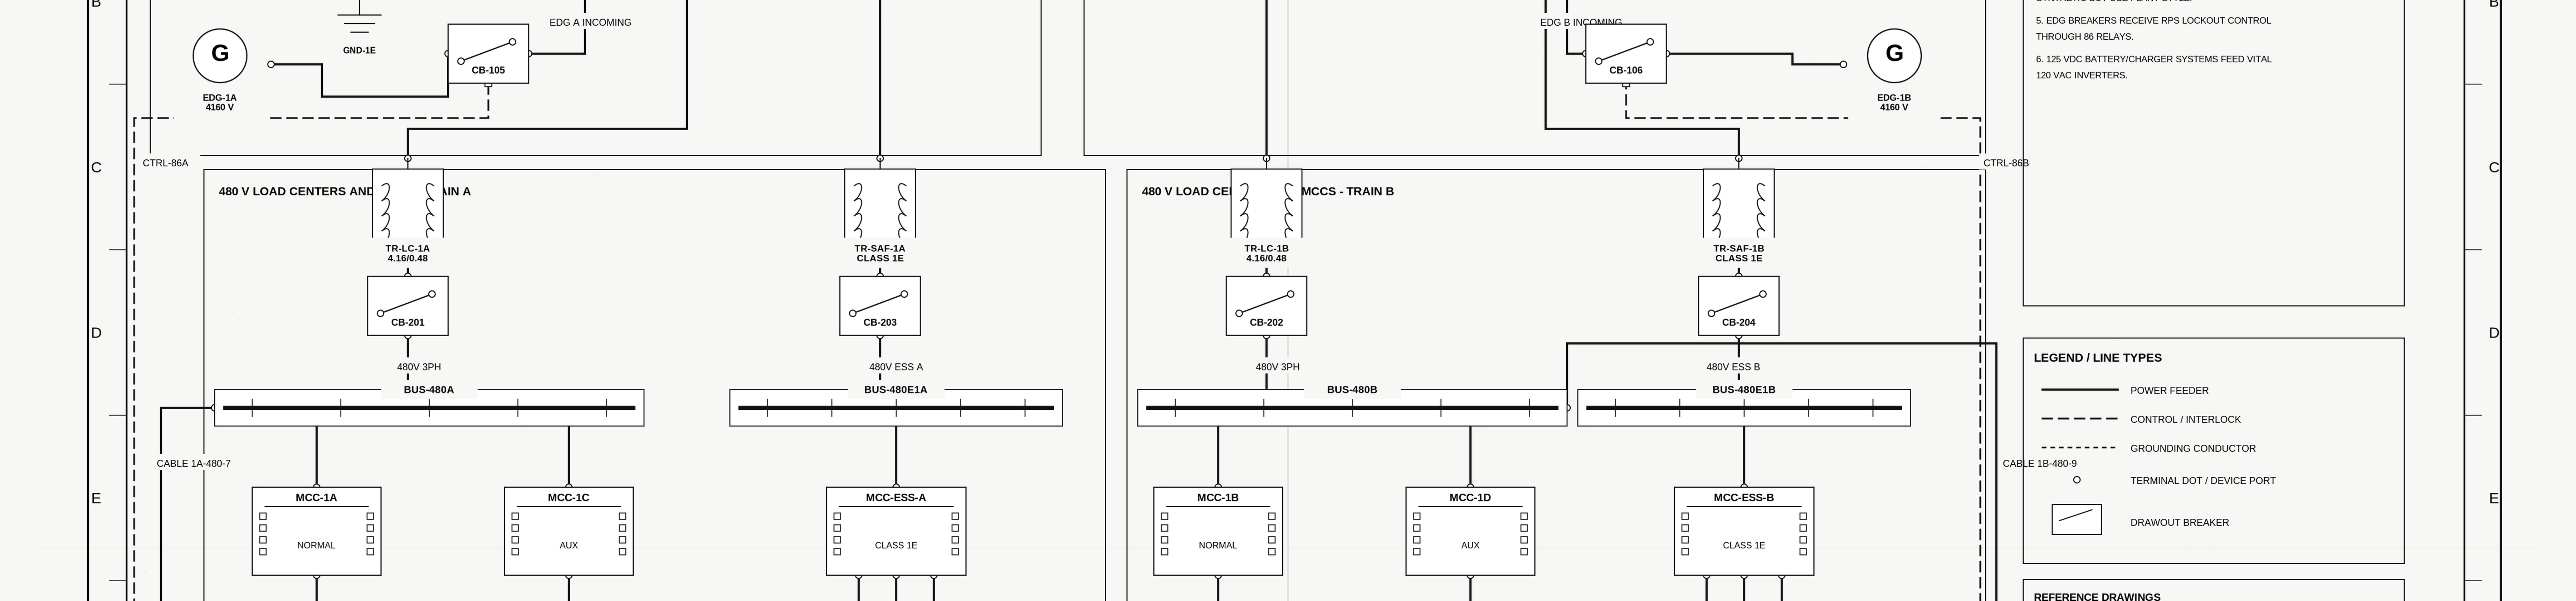 B
EDG A INCOMING
EDG B INCOMING
B
5. EDG BREAKERS RECEIVE RPS LOCKOUT CONTROL
THROUGH 86 RELAYS.
6. 125 VDC BATTERY/CHARGER SYSTEMS FEED VITAL
120 VAC INVERTERS.
G
GND-1E
CB-105
CB-106
G
EDG-1A
4160 V
EDG-1B
4160 V
C
CTRL-86A
CTRL-86B
C
480 V LOAD CENTERS AND
AIN A
480 V LOAD
MCCS - TRAIN B
TR-LC-1A
4.16/0.48
TR-SAF-1A
CLASS 1E
TR-LC-1B
4.16/0.48
TR-SAF-1B
CLASS 1E
D
CB-201
CB-203
CB-202
CB-204
D
480V 3PH
480V ESS A
480V 3PH
480V ESS B
BUS-480A
BUS-480E1A
BUS-480B
BUS-480E1B
LEGEND / LINE TYPES
POWER FEEDER
CONTROL / INTERLOCK
GROUNDING CONDUCTOR
TERMINAL DOT / DEVICE PORT
DRAWOUT BREAKER
CABLE 1A-480-7
CABLE 1B-480-9
E
MCC-1A
NORMAL
MCC-1C
AUX
MCC-ESS-A
CLASS 1E
MCC-1B
NORMAL
MCC-1D
AUX
MCC-ESS-B
CLASS 1E
E
REFERENCE DRAWINGS